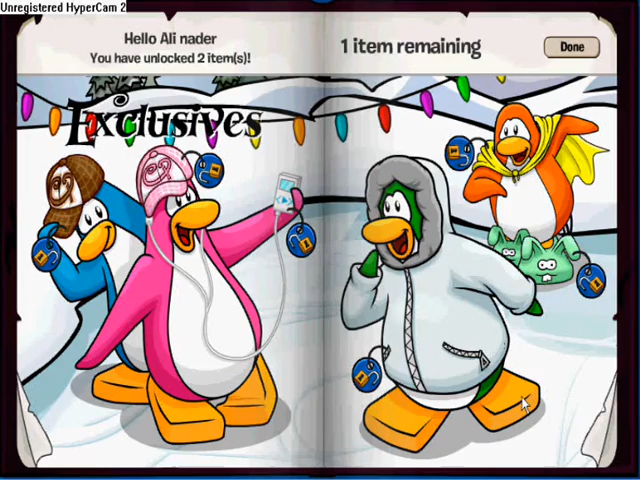 Unregistered HyperCam 2
Hello Ali nader
You have unlocked 2 item(s)!
1 item remaining
Done
Exclusives